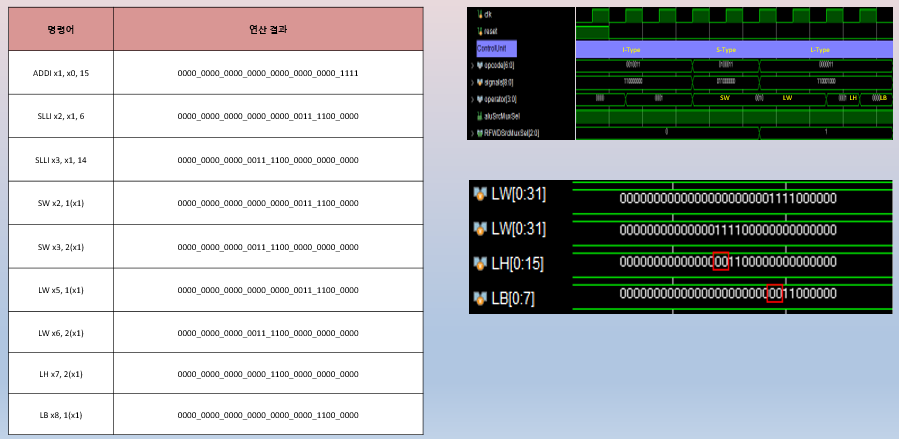 명령어 연산 결과
ADDI x1, x0, 15 0000_0000_0000_0000_0000_0000_0000_1111
SLLI x2, x1, 6 0000_0000_0000_0000_0000_0011_1100_0000
SLLI x3, x1, 14 0000_0000_0000_0011_1100_0000_0000_0000
SW x2, 1(x1) 0000_0000_0000_0000_0000_0011_1100_0000
SW x3, 2(x1) 0000_0000_0000_0011_1100_0000_0000_0000
LW x5, 1(x1) 0000_0000_0000_0000_0000_0011_1100_0000
LW x6, 2(x1) 0000_0000_0000_0011_1100_0000_0000_0000
LH x7, 2(x1) 0000_0000_0000_0000_1100_0000_0000_0000
LB x8, 1(x1) 0000_0000_0000_0000_0000_0000_1100_0000
clk
reset
ControlUnit I-Type S-Type L-Type
opcode[6:0] 0010011 0100011 0000011
signals[8:0]
operator[3:0] 0000 0001 SW 0010 LW LH LB
aluSrcMuxSel
RFWDSrcMuxSel[2:0] 0 1
LW[0:31] 00000000000000000000001111000000
LW[0:31] 00000000000000111100000000000000
LH[0:15] 00000000000000001100000000000000
LB[0:7] 00000000000000000000000011000000